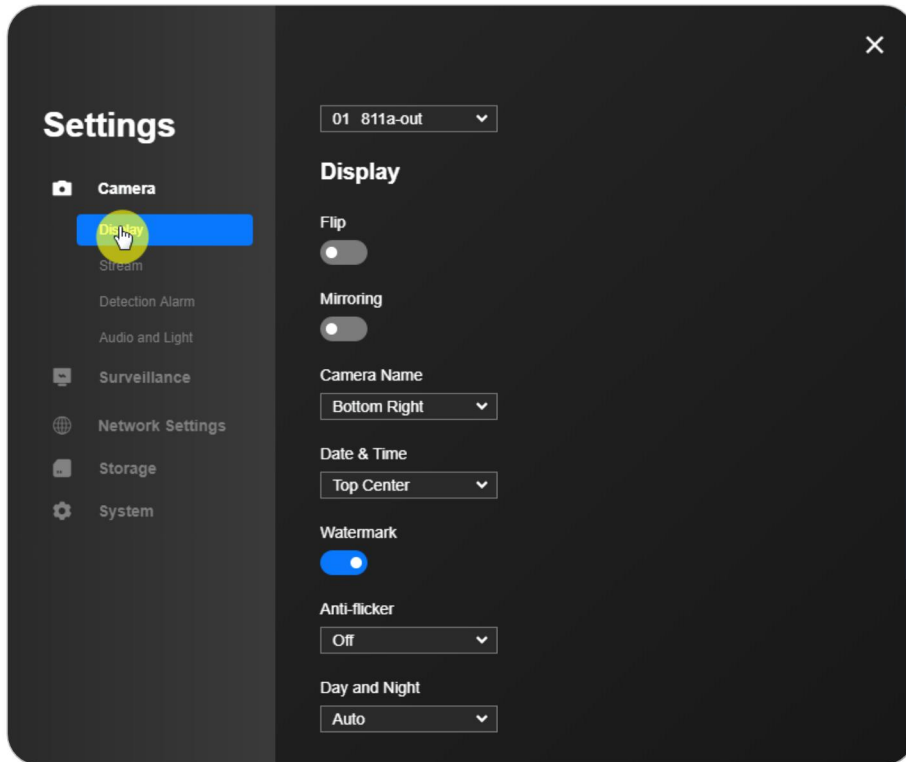 Settings
Camera
Display
Stream
Detection Alarm
Audio and Light
Surveillance
Network Settings
Storage
System
01 811a-out
Display
Flip
Mirroring
Camera Name
Bottom Right
Date & Time
Top Center
Watermark
Anti-flicker
Off
Day and Night
Auto